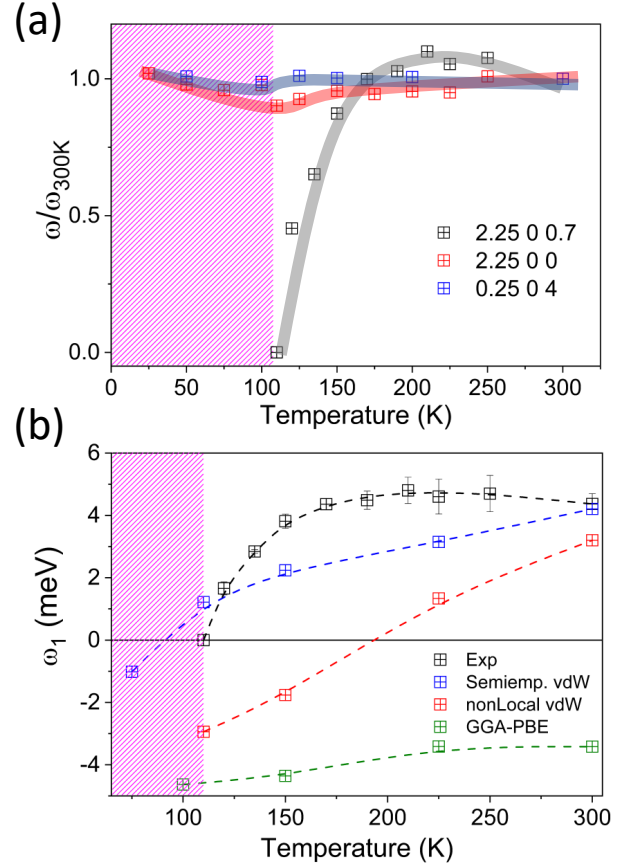 (a)
ω/ω300K
1.0
0.5
0.0
2.25 0 0.7
2.25 0 0
0.25 0 4
0 50 100 150 200 250 300
Temperature (K)
(b)
ω1 (meV)
6
4
2
0
-2
-4
Exp
Semiemp. vdW
nonLocal vdW
GGA-PBE
100 150 200 250 300
Temperature (K)